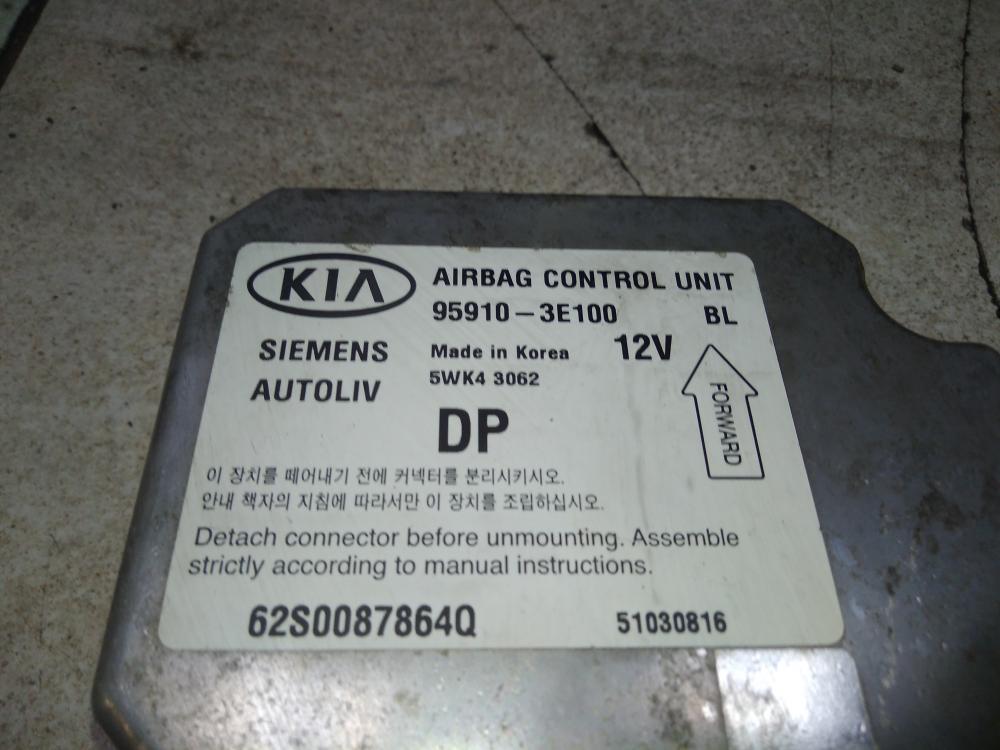 KIA AIRBAG CONTROL UNIT
95910-3E100 BL
SIEMENS Made in Korea 12V
AUTOLIV 5WK4 3062
FORWARD
DP
이 장치를 떼어내기 전에 커넥터를 분리시키시오.
안내 책자의 지침에 따라서만 이 장치를 조립하십시오.
Detach connector before unmounting. Assemble
strictly according to manual instructions.
62S0087864Q 51030816